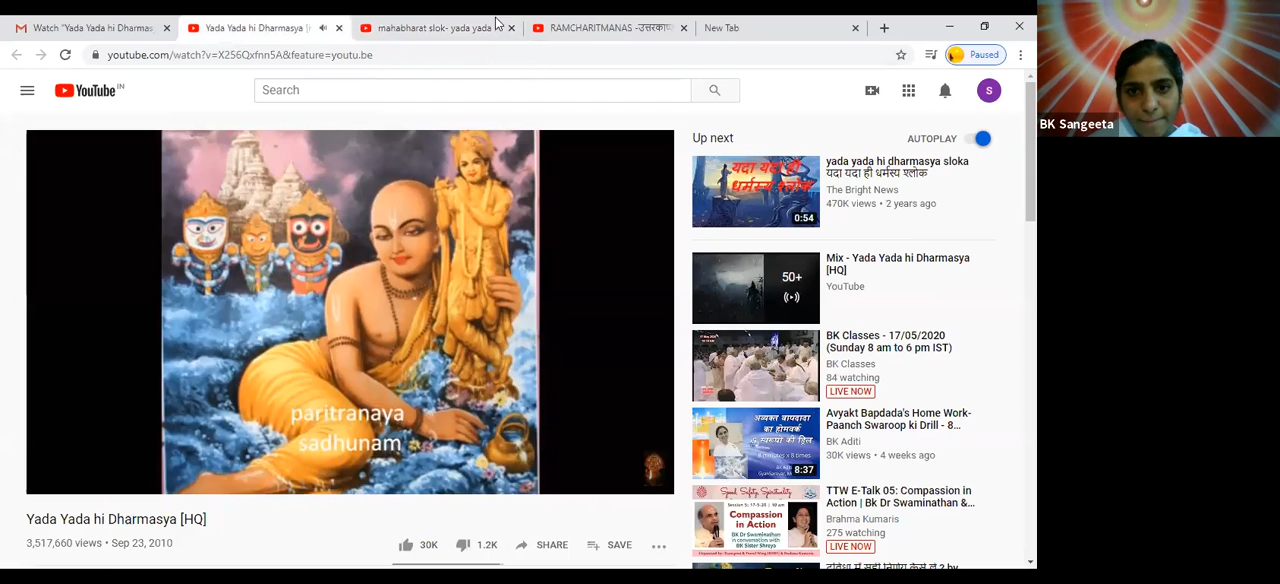 Watch "Yada Yada hi Dharmas
Yada Yada hi Dharmasya [
mahabharat slok- yada yada
RAMCHARITMANAS -उत्तरकाण्ड
New Tab
youtube.com/watch?v=X256Qxfnn5A&feature=youtu.be
Paused
YouTube IN
Search
S
BK Sangeeta
paritranaya
sadhunam
Yada Yada hi Dharmasya [HQ]
3,517,660 views • Sep 23, 2010
30K
1.2K
SHARE
SAVE
Up next
AUTOPLAY
यदा यदा ही
धर्मस्य श्लोक
0:54
yada yada hi dharmasya sloka
यदा यदा ही धर्मस्य श्लोक
The Bright News
470K views • 2 years ago
50+
Mix - Yada Yada hi Dharmasya
[HQ]
YouTube
BK Classes - 17/05/2020
(Sunday 8 am to 6 pm IST)
BK Classes
84 watching
LIVE NOW
अव्यक्त बापदादा
का होमवर्क
8:37
Avyakt Bapdada's Home Work-
Paanch Swaroop ki Drill - 8...
BK Aditi
30K views • 4 weeks ago
Speed Safety Spirituality
Compassion
in Action
TTW E-Talk 05: Compassion in
Action | Bk Dr Swaminathan &...
Brahma Kumaris
275 watching
LIVE NOW